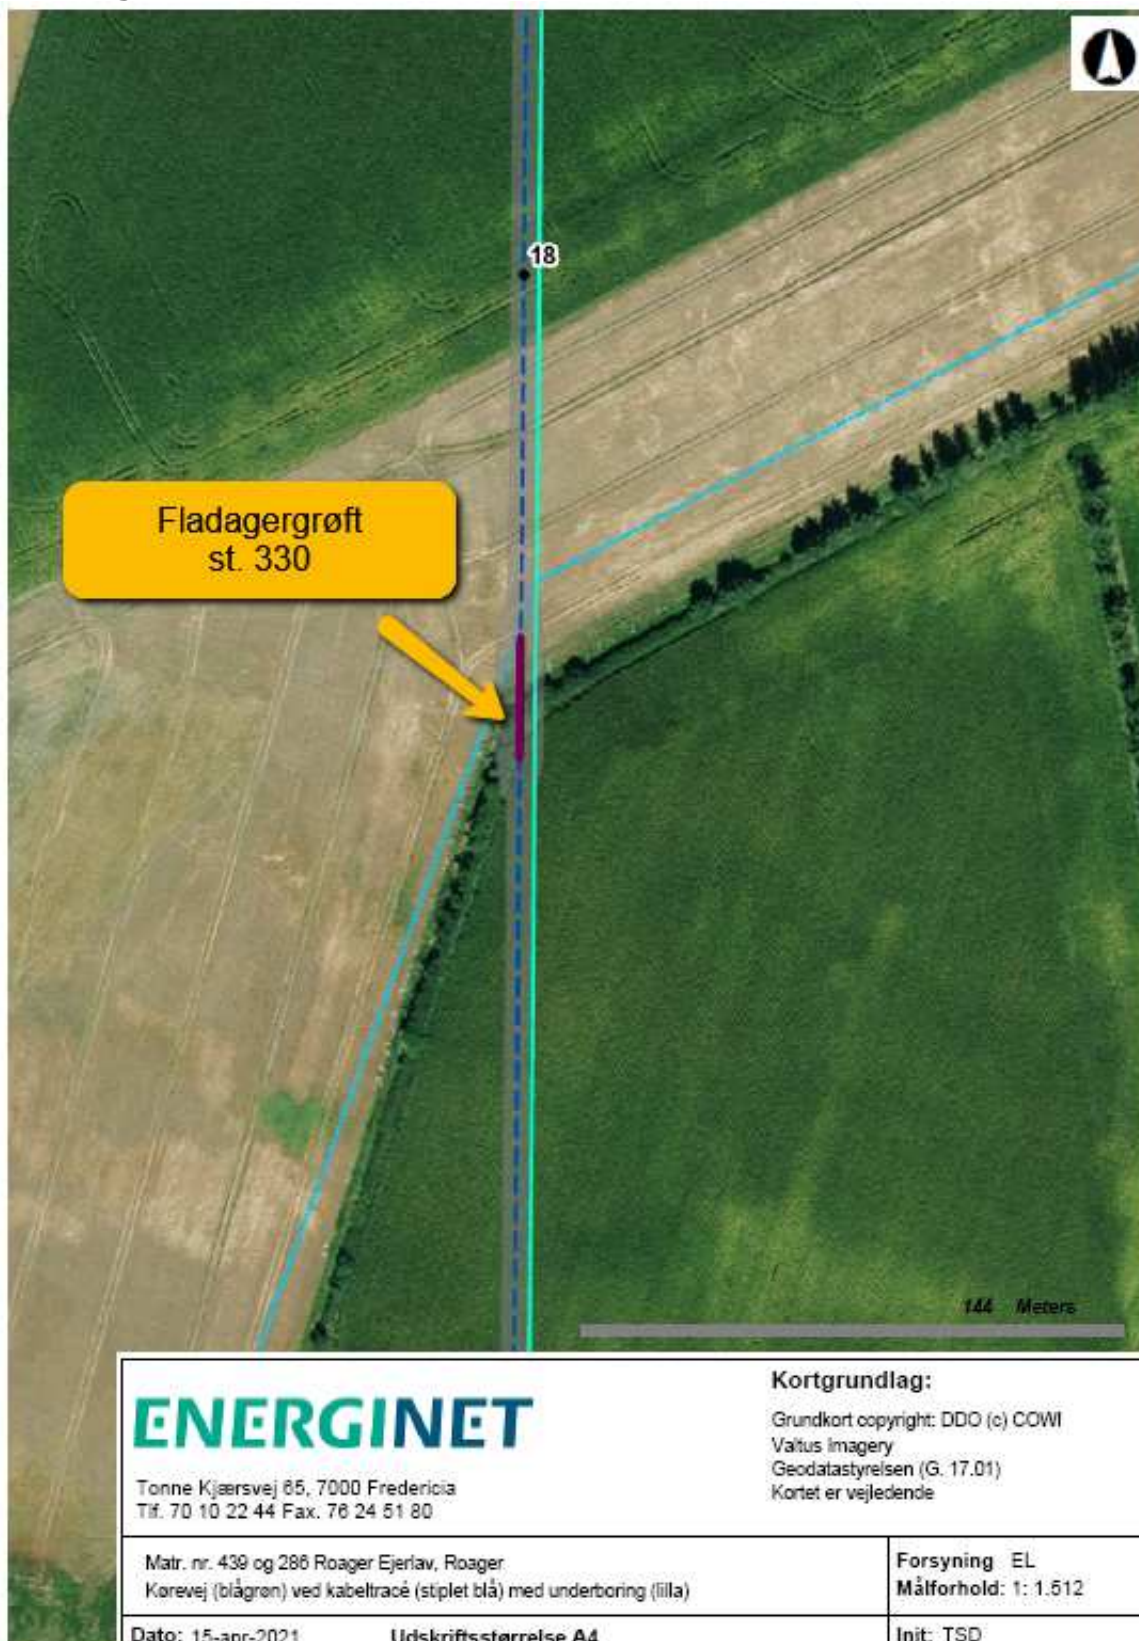 18
Fladagergrøft
st. 330
144 Meters
ENERGINET
Tonne Kjærsvej 65, 7000 Fredericia
Tlf. 70 10 22 44 Fax. 76 24 51 80
Kortgrundlag:
Grundkort copyright: DDO (c) COWI
Valtus Imagery
Geodatastyrelsen (G. 17.01)
Kortet er vejledende
Matr. nr. 439 og 286 Roager Ejerlav, Roager
Kørevej (blågrøn) ved kabeltracé (stiplet blå) med underboring (lilla)
Forsyning EL
Målforhold: 1: 1.512
Dato: 15-apr-2021
Udskriftsstørrelse A4
Init: TSD